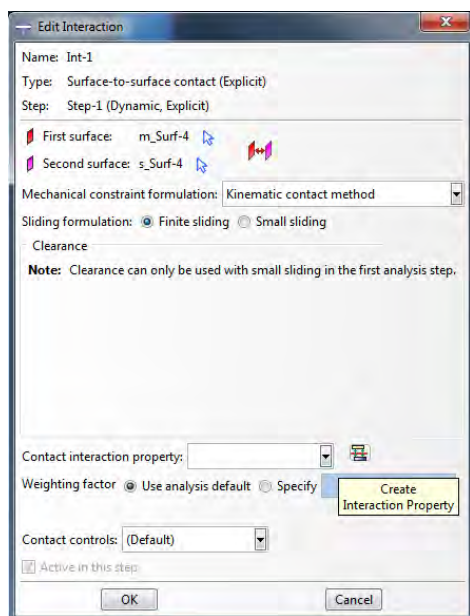 Edit Interaction
Name: Int-1
Type: Surface-to-surface contact (Explicit)
Step: Step-1 (Dynamic, Explicit)
First surface: m_Surf-4
Second surface: s_Surf-4
Mechanical constraint formulation: Kinematic contact method
Sliding formulation: Finite sliding Small sliding
Clearance
Note: Clearance can only be used with small sliding in the first analysis step.
Contact interaction property:
Weighting factor Use analysis default Specify
Create
Interaction Property
Contact controls: (Default)
Active in this step
OK Cancel